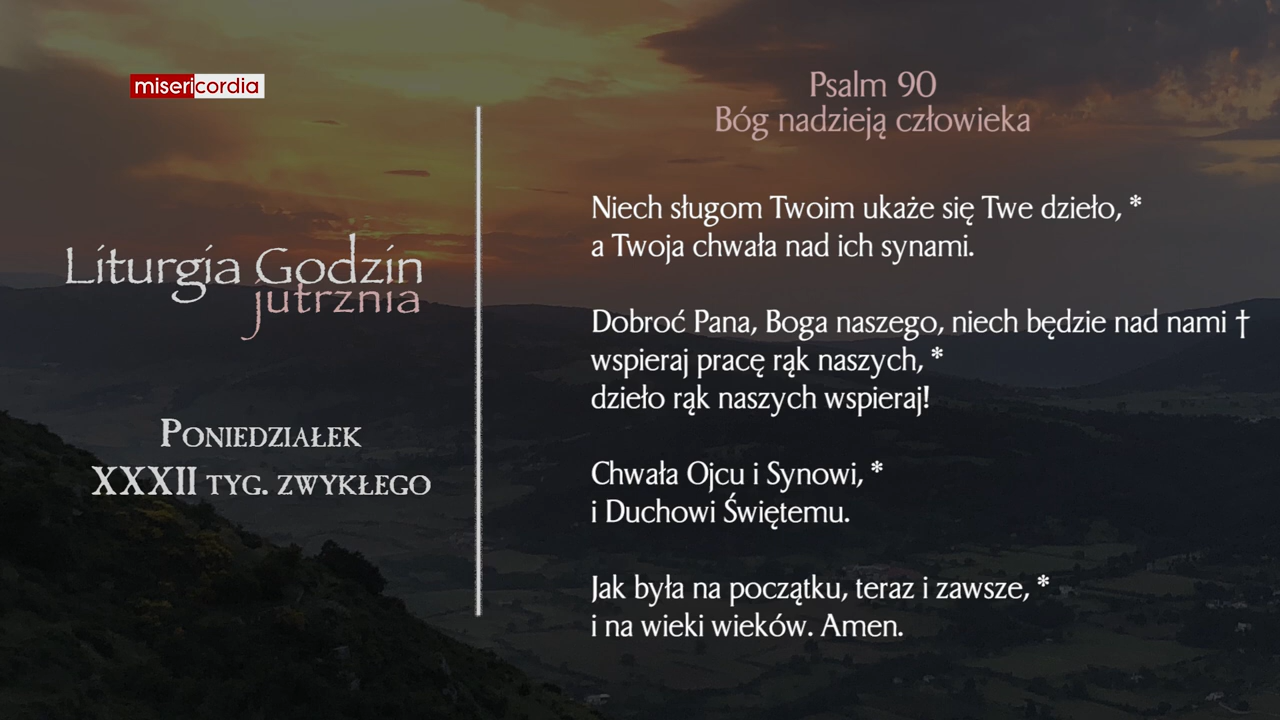 misericordia
Liturgia Godzin
jutrznia
Poniedziałek
XXXII tyg. zwykłego
Psalm 90
Bóg nadzieją człowieka
Niech sługom Twoim ukaże się Twe dzieło, *
a Twoja chwała nad ich synami.
Dobroć Pana, Boga naszego, niech będzie nad nami †
wspieraj pracę rąk naszych, *
dzieło rąk naszych wspieraj!
Chwała Ojcu i Synowi, *
i Duchowi Świętemu.
Jak była na początku, teraz i zawsze, *
i na wieki wieków. Amen.